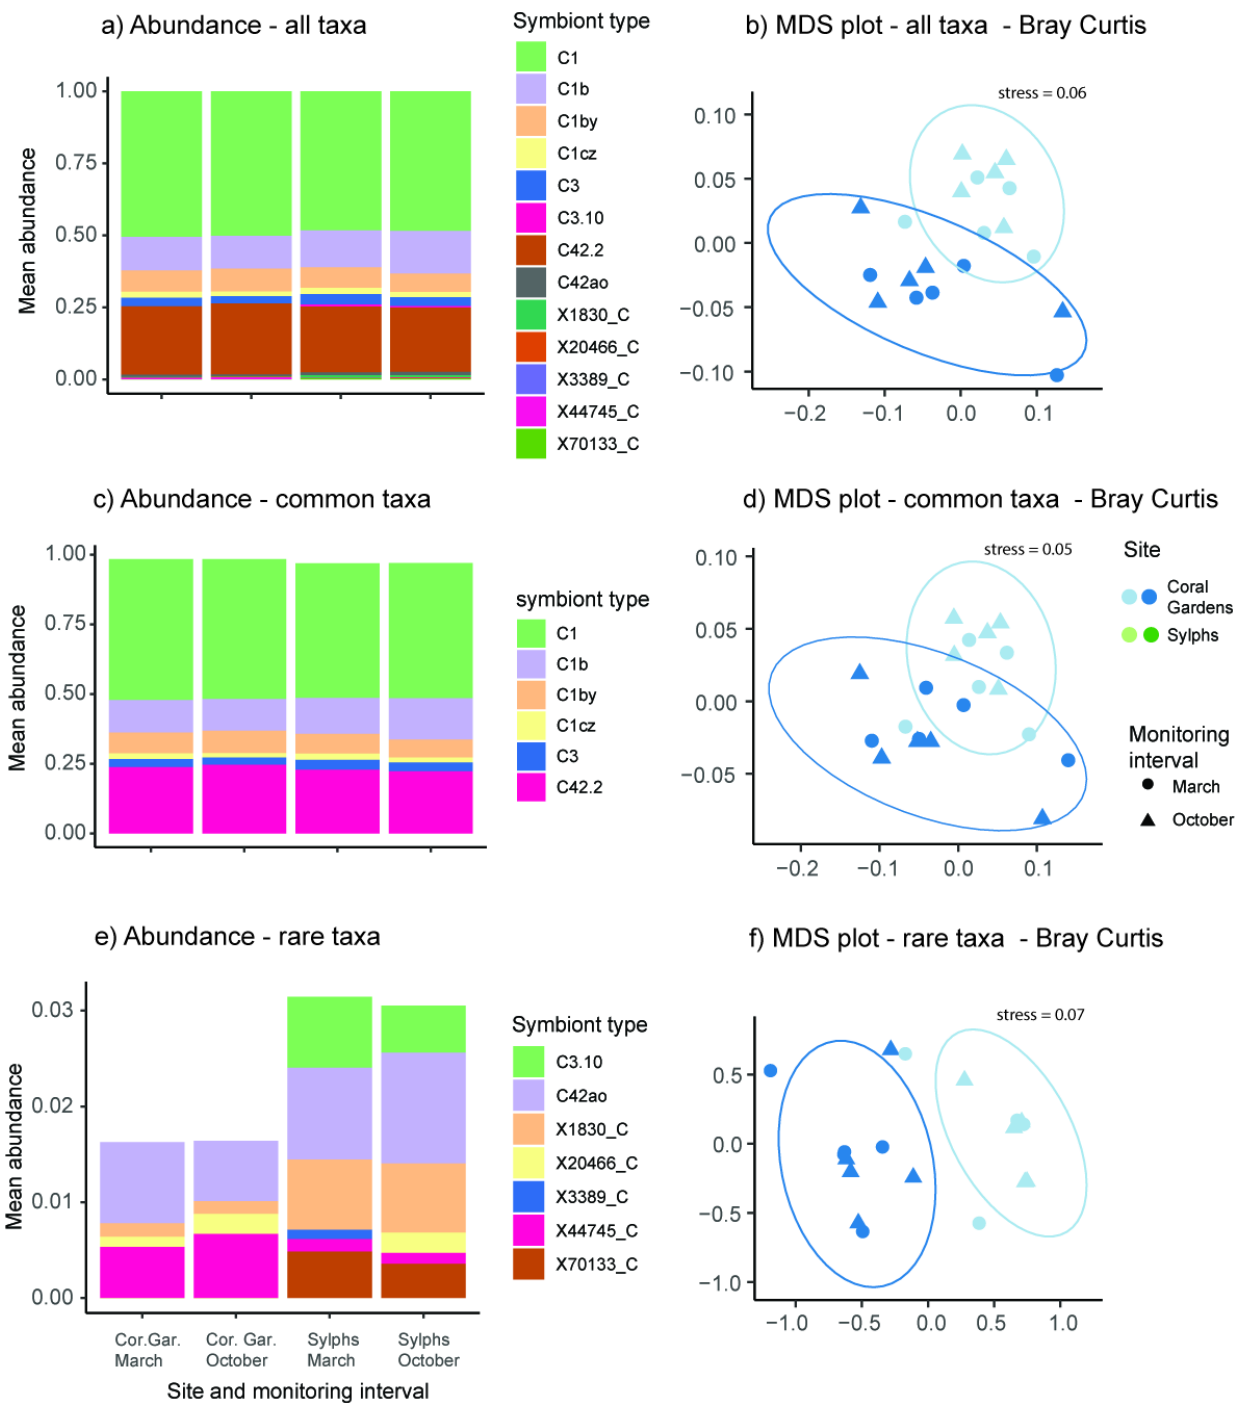 a) Abundance - all taxa
Symbiont type
b) MDS plot - all taxa - Bray Curtis
Mean abundance
1.00
0.75
0.50
0.25
0.00
C1
C1b
C1by
C1cz
C3
C3.10
C42.2
C42ao
X1830_C
X20466_C
X3389_C
X44745_C
X70133_C
stress = 0.06
0.10
0.05
0.00
−0.05
−0.10
−0.2
−0.1
0.0
0.1
c) Abundance - common taxa
Mean abundance
1.00
0.75
0.50
0.25
0.00
symbiont type
C1
C1b
C1by
C1cz
C3
C42.2
d) MDS plot - common taxa - Bray Curtis
stress = 0.05
0.10
0.05
0.00
−0.05
−0.2
−0.1
0.0
0.1
Site
Coral
Gardens
Sylphs
Monitoring
interval
March
October
e) Abundance - rare taxa
Mean abundance
0.03
0.02
0.01
0.00
Cor.Gar.
March
Cor. Gar.
October
Sylphs
March
Sylphs
October
Site and monitoring interval
Symbiont type
C3.10
C42ao
X1830_C
X20466_C
X3389_C
X44745_C
X70133_C
f) MDS plot - rare taxa - Bray Curtis
stress = 0.07
0.5
0.0
−0.5
−1.0
−1.0
−0.5
0.0
0.5
1.0